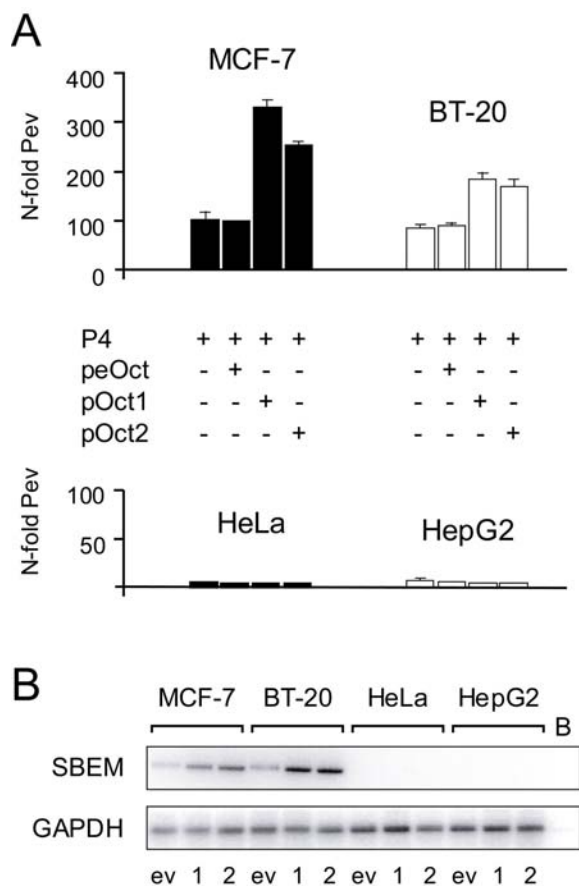 A
MCF-7
BT-20
N-fold Pev
400
300
200
100
0
P4 + + + + + + + +
peOct - + - - - + - -
pOct1 - - + - - - + -
pOct2 - - - + - - - +
N-fold Pev
100
50
HeLa
HepG2
B
MCF-7 BT-20 HeLa HepG2 B
SBEM
GAPDH
ev 1 2 ev 1 2 ev 1 2 ev 1 2